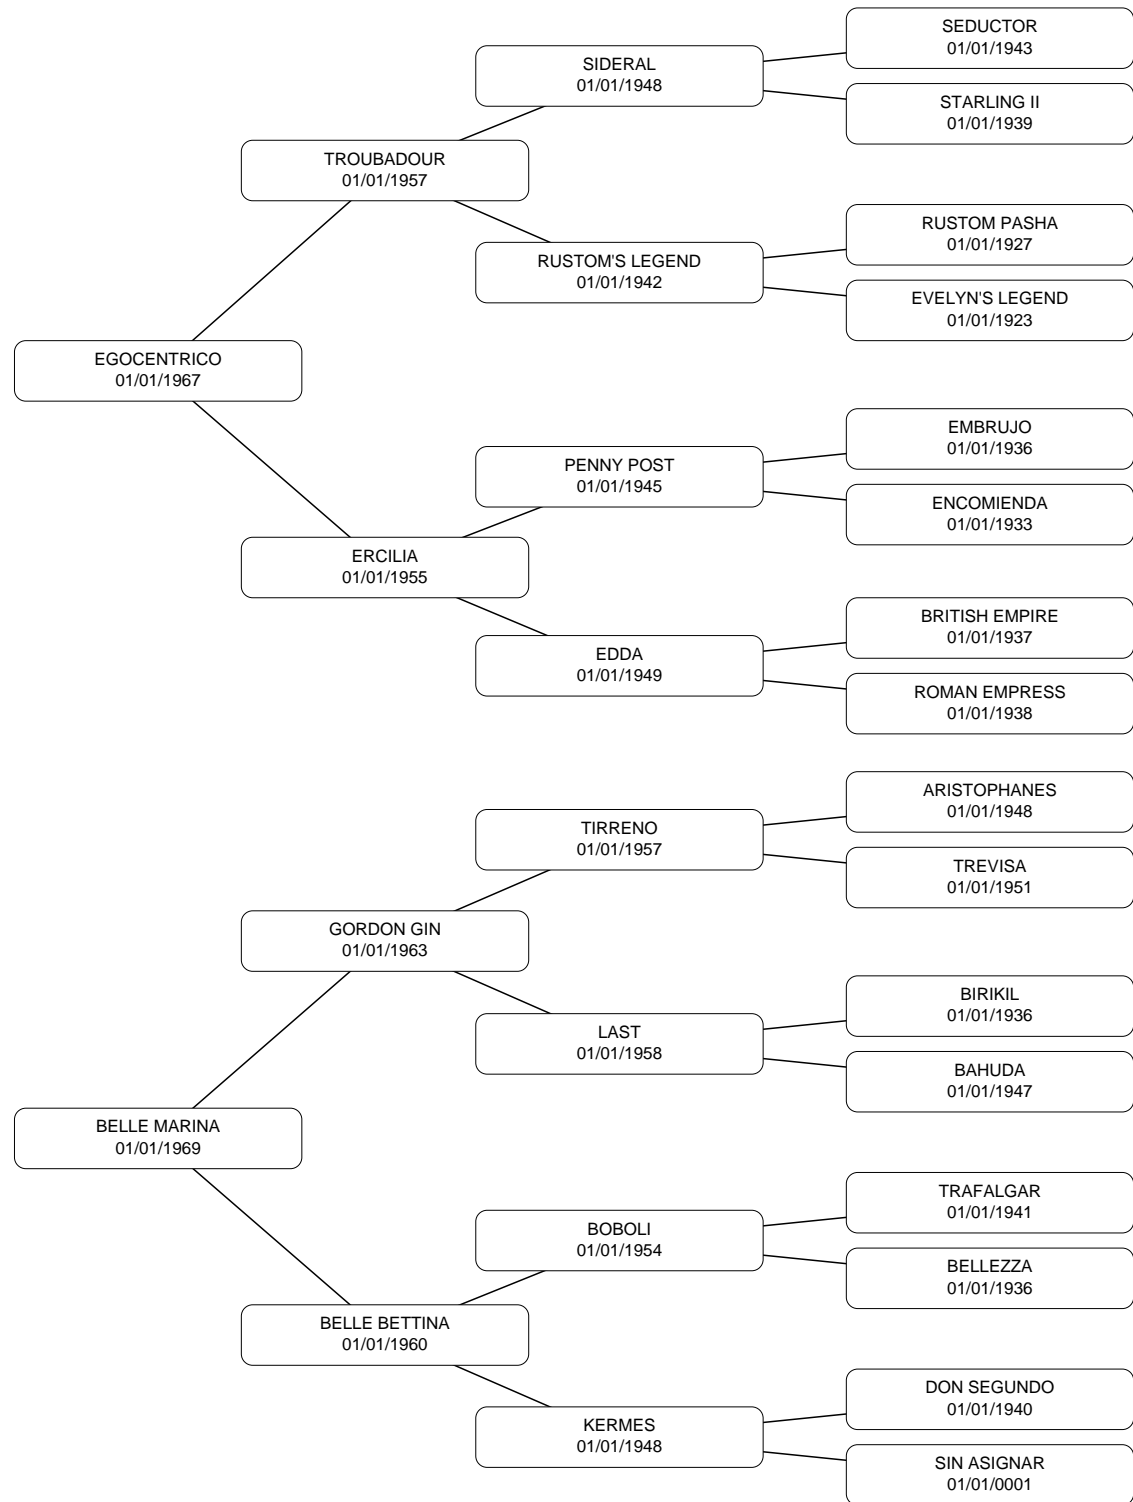 SEDUCTOR
01/01/1943
SIDERAL
01/01/1948
STARLING II
01/01/1939
TROUBADOUR
01/01/1957
RUSTOM PASHA
01/01/1927
RUSTOM'S LEGEND
01/01/1942
EVELYN'S LEGEND
01/01/1923
EGOCENTRICO
01/01/1967
EMBRUJO
01/01/1936
PENNY POST
01/01/1945
ENCOMIENDA
01/01/1933
ERCILIA
01/01/1955
BRITISH EMPIRE
01/01/1937
EDDA
01/01/1949
ROMAN EMPRESS
01/01/1938
ARISTOPHANES
01/01/1948
TIRRENO
01/01/1957
TREVISA
01/01/1951
GORDON GIN
01/01/1963
BIRIKIL
01/01/1936
LAST
01/01/1958
BAHUDA
01/01/1947
BELLE MARINA
01/01/1969
TRAFALGAR
01/01/1941
BOBOLI
01/01/1954
BELLEZZA
01/01/1936
BELLE BETTINA
01/01/1960
DON SEGUNDO
01/01/1940
KERMES
01/01/1948
SIN ASIGNAR
01/01/0001